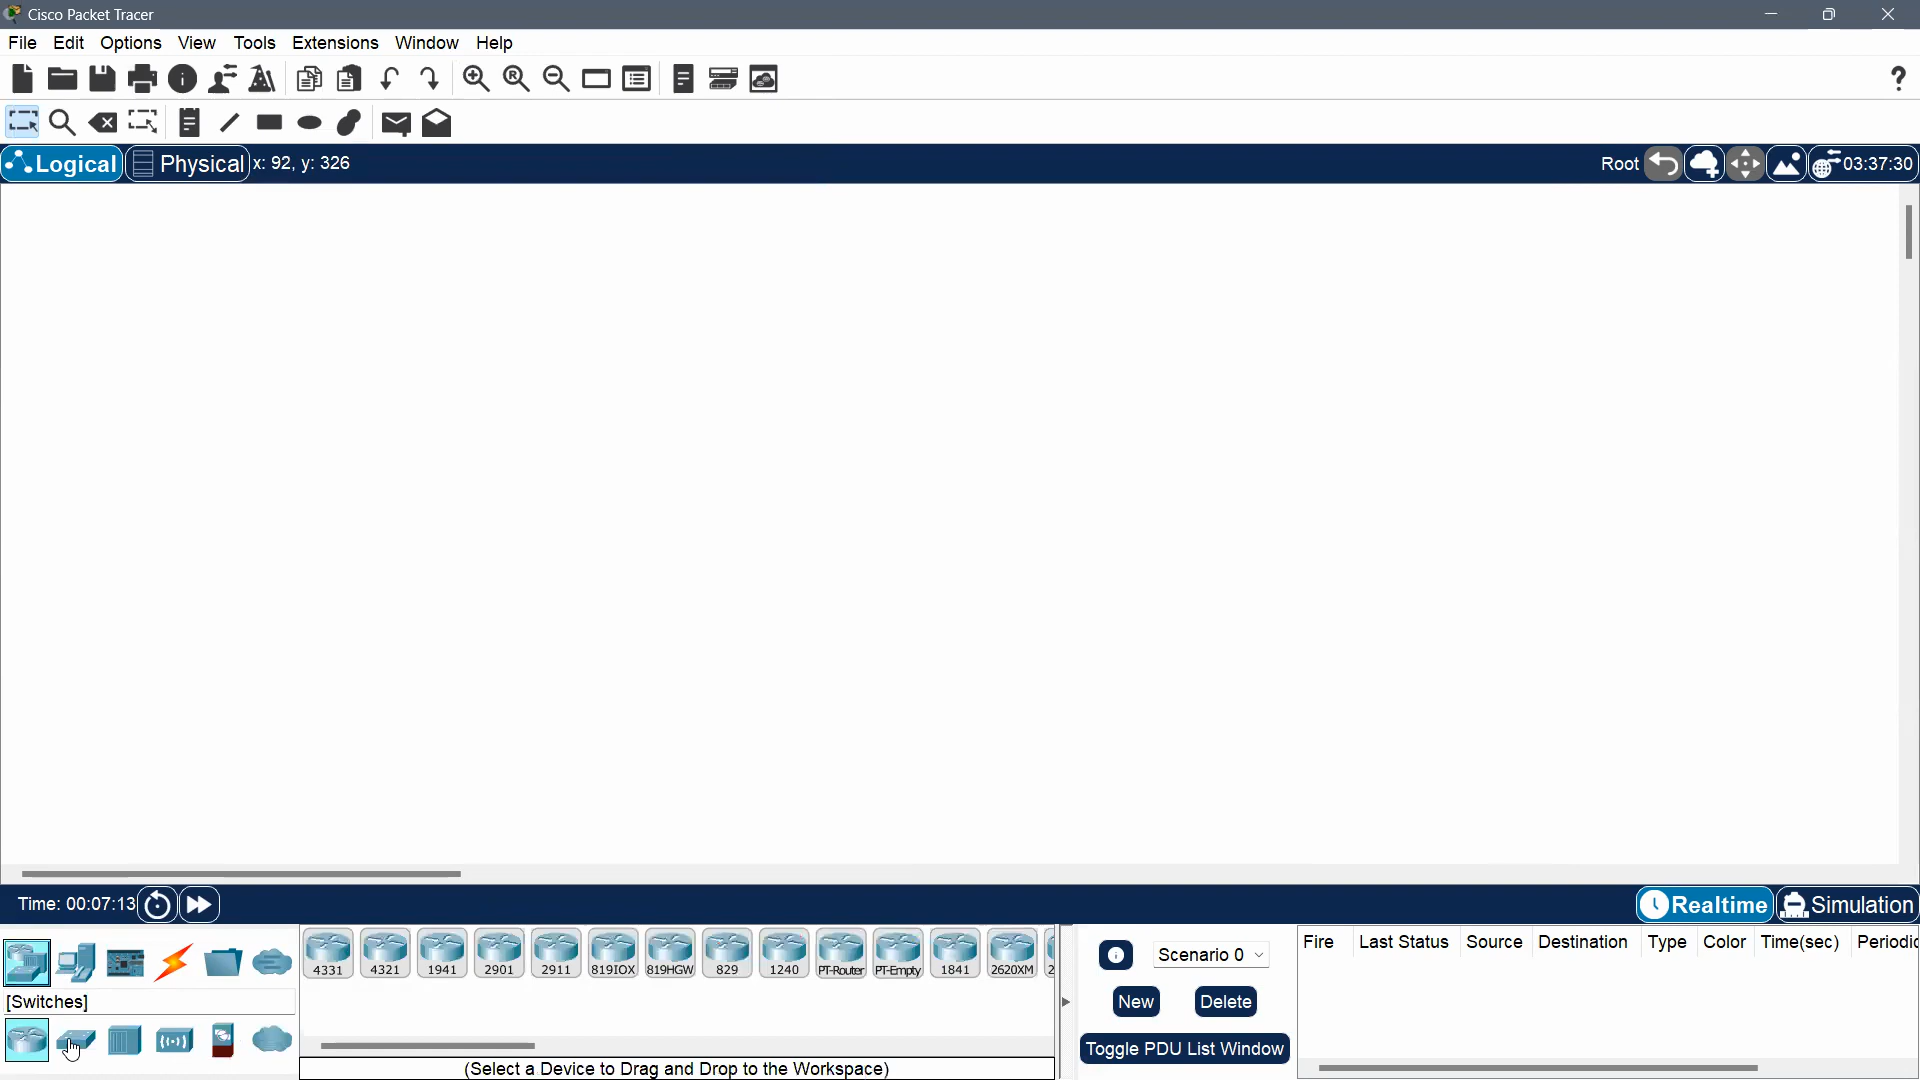 Cisco Packet Tracer
File Edit Options View Tools Extensions Window Help
Logical Physical x: 92, y: 326 Root 03:37:30
Time: 00:07:13 Realtime Simulation
4331 4321 1941 2901 2911 819IOX 819HGW 829 1240 PT-Router PT-Empty 1841 2620XM 2
Scenario 0
Fire Last Status Source Destination Type Color Time(sec) Periodic
[Switches]
New Delete
Toggle PDU List Window
(Select a Device to Drag and Drop to the Workspace)